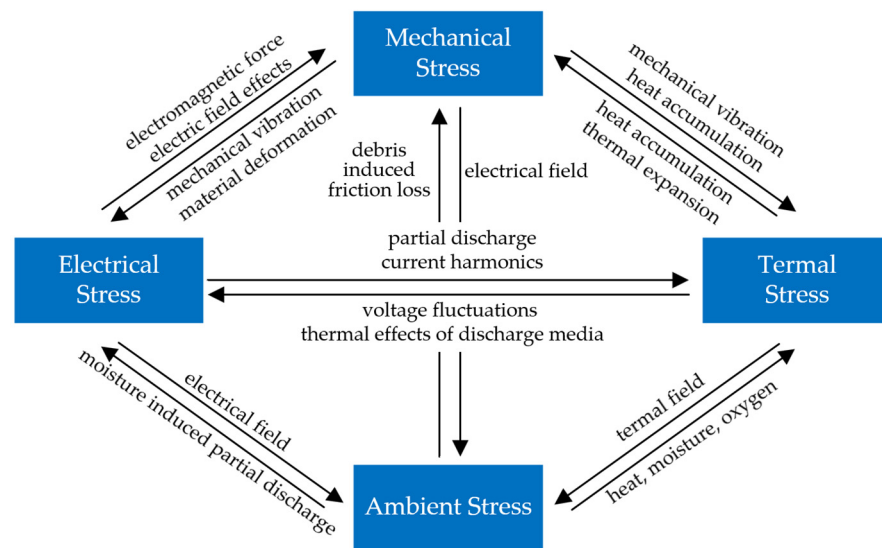 Mechanical
Stress
electromagnetic force
electric field effects
mechanical vibration
material deformation
mechanical vibration
heat accumulation
heat accumulation
thermal expansion
debris
induced
friction loss
electrical field
Electrical
Stress
partial discharge
current harmonics
Termal
Stress
voltage fluctuations
thermal effects of discharge media
electrical field
moisture induced partial discharge
termal field
heat, moisture, oxygen
Ambient Stress